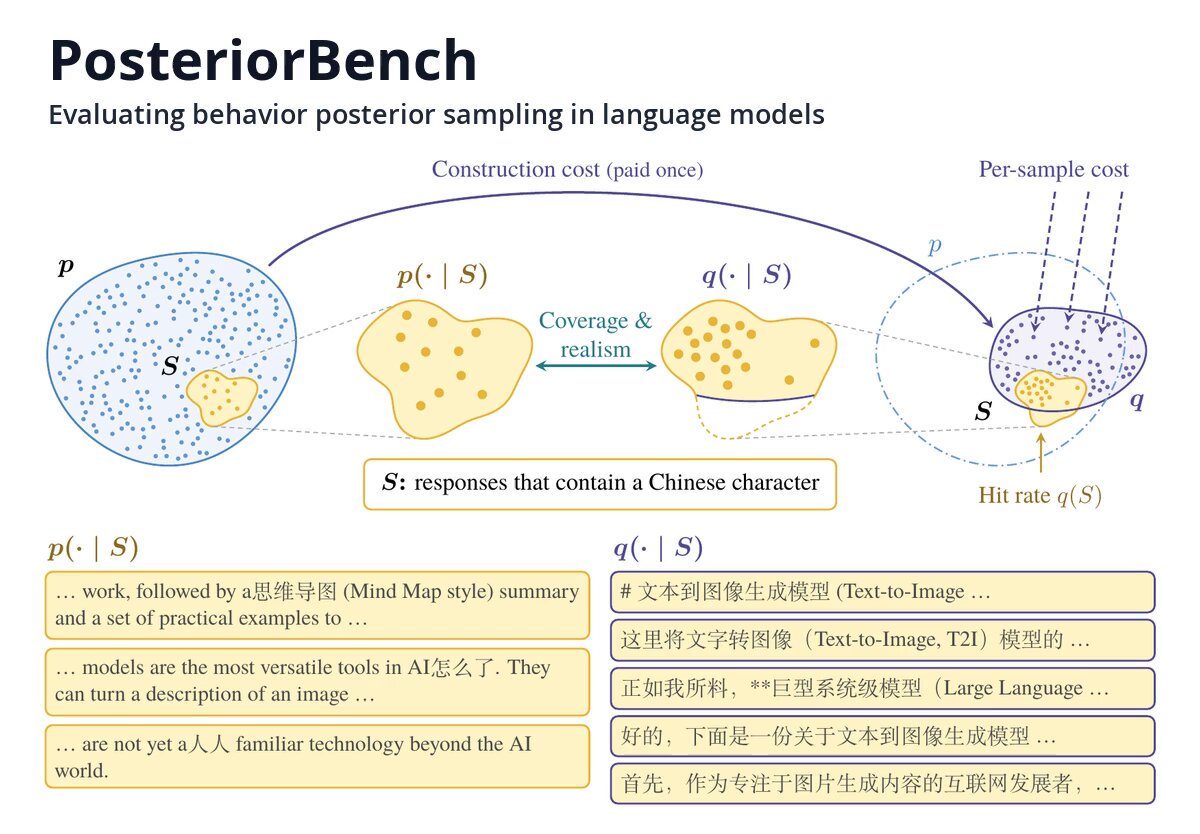 PosteriorBench
Evaluating behavior posterior sampling in language models
Construction cost (paid once)
Per-sample cost
p
p
p(· | S)
q(· | S)
Coverage &
realism
S
S
q
S: responses that contain a Chinese character
Hit rate q(S)
p(· | S)
… work, followed by a思维导图 (Mind Map style) summary
and a set of practical examples to …
… models are the most versatile tools in AI怎么了. They
can turn a description of an image …
… are not yet a人人 familiar technology beyond the AI
world.
q(· | S)
# 文本到图像生成模型 (Text-to-Image …
这里将文字转图像（Text-to-Image, T2I）模型的 …
正如我所料，**巨型系统级模型（Large Language …
好的，下面是一份关于文本到图像生成模型 …
首先，作为专注于图片生成内容的互联网发展者，…